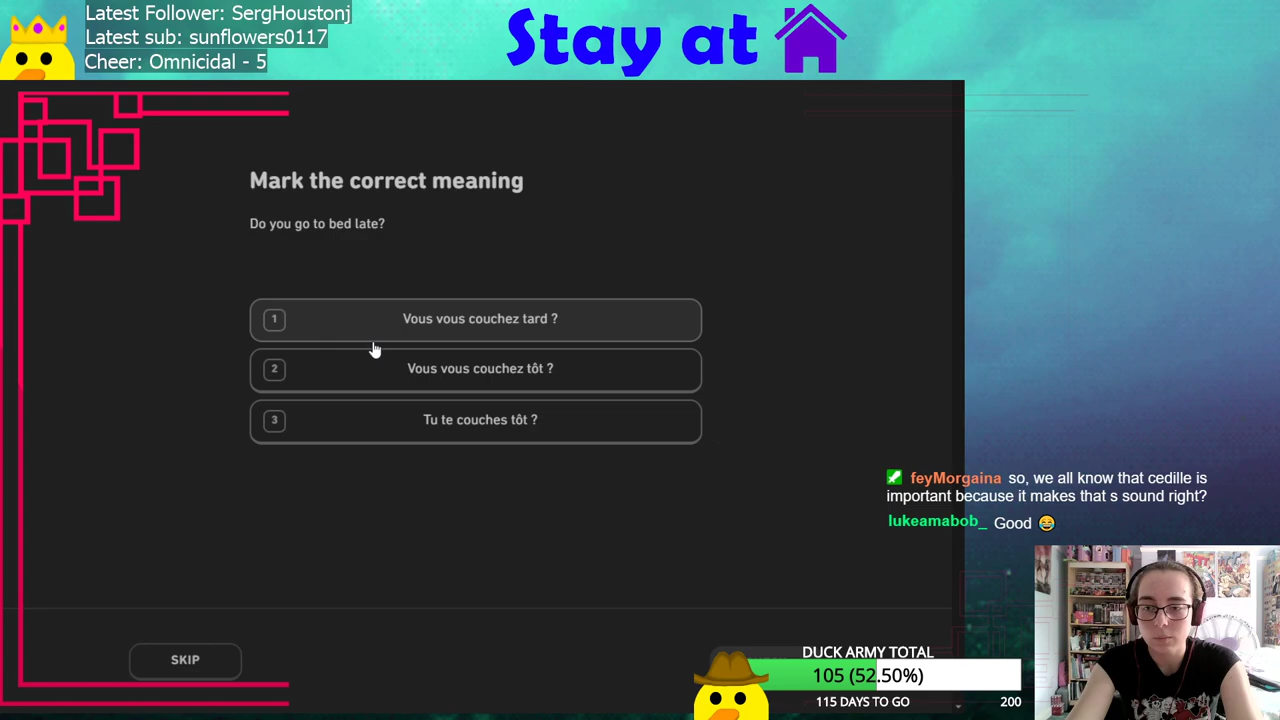 Latest Follower: SergHoustonj
Latest sub: sunflowers0117
Cheer: Omnicidal - 5
Stay at
Mark the correct meaning
Do you go to bed late?
1 Vous vous couchez tard ?
2 Vous vous couchez tôt ?
3 Tu te couches tôt ?
feyMorgaina so, we all know that cedille is
important because it makes that s sound right?
lukeamabob_ Good 😂
SKIP
DUCK ARMY TOTAL
105 (52.50%)
115 DAYS TO GO
200